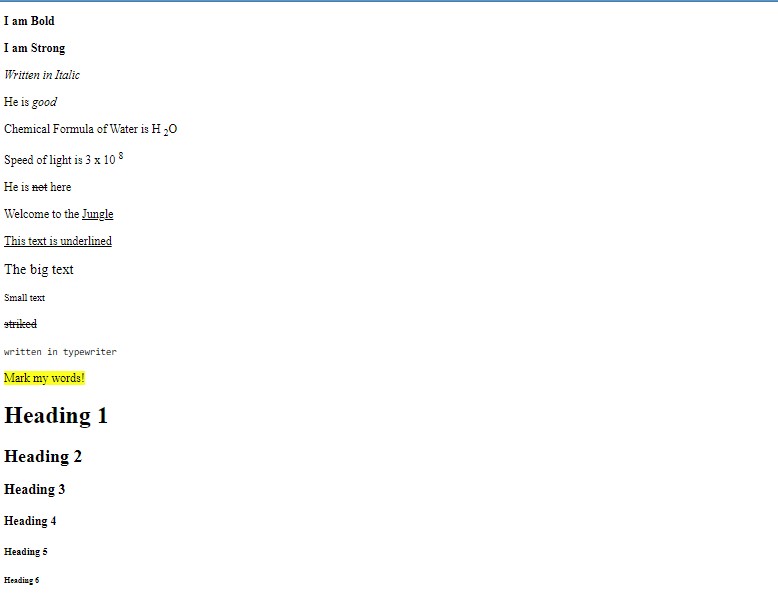 I am Bold
I am Strong
Written in Italic
He is good
Chemical Formula of Water is H ₂O
Speed of light is 3 x 10 ⁸
He is not here
Welcome to the Jungle
This text is underlined
The big text
Small text
striked
written in typewriter
Mark my words!
Heading 1
Heading 2
Heading 3
Heading 4
Heading 5
Heading 6